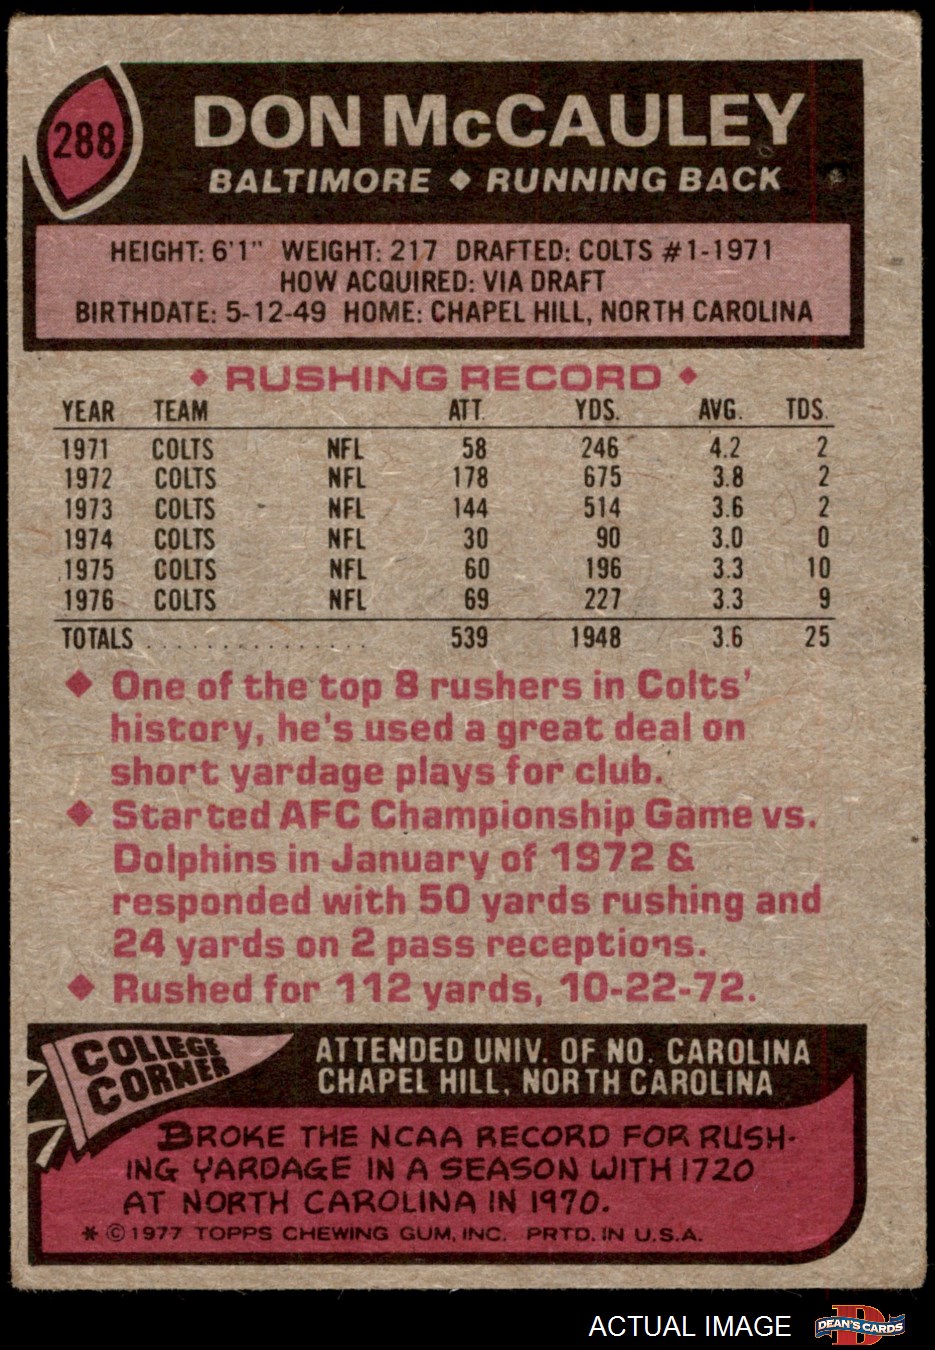 288
DON McCAULEY
BALTIMORE ◆ RUNNING BACK
HEIGHT: 6'1" WEIGHT: 217 DRAFTED: COLTS #1-1971
HOW ACQUIRED: VIA DRAFT
BIRTHDATE: 5-12-49 HOME: CHAPEL HILL, NORTH CAROLINA
◆ RUSHING RECORD ◆
YEAR TEAM ATT. YDS. AVG. TDS.
1971 COLTS NFL 58 246 4.2 2
1972 COLTS NFL 178 675 3.8 2
1973 COLTS NFL 144 514 3.6 2
1974 COLTS NFL 30 90 3.0 0
1975 COLTS NFL 60 196 3.3 10
1976 COLTS NFL 69 227 3.3 9
TOTALS . . . . . . . . . . . . . . . 539 1948 3.6 25
◆ One of the top 8 rushers in Colts'
history, he's used a great deal on
short yardage plays for club.
◆ Started AFC Championship Game vs.
Dolphins in January of 1972 &
responded with 50 yards rushing and
24 yards on 2 pass receptions.
◆ Rushed for 112 yards, 10-22-72.
COLLEGE
CORNER
ATTENDED UNIV. OF NO. CAROLINA
CHAPEL HILL, NORTH CAROLINA
BROKE THE NCAA RECORD FOR RUSH-
ING YARDAGE IN A SEASON WITH 1720
AT NORTH CAROLINA IN 1970.
* © 1977 TOPPS CHEWING GUM, INC. PRTD. IN U.S.A.
ACTUAL IMAGE
D
DEAN'S CARDS